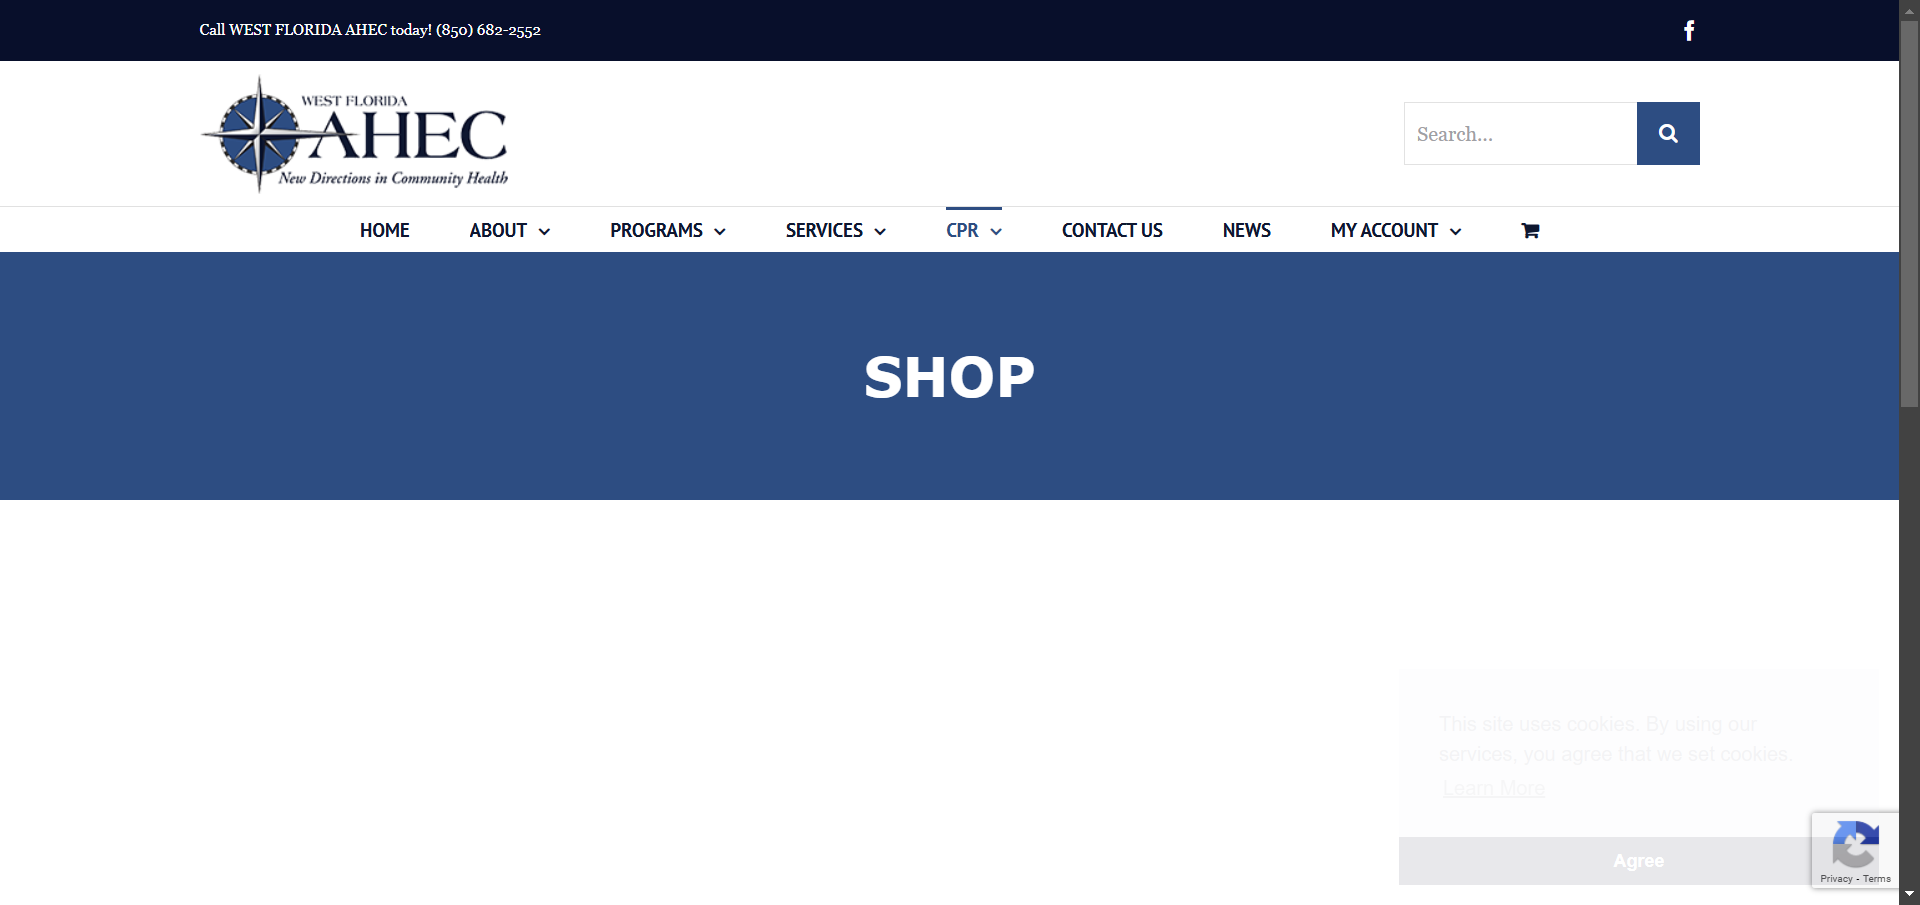 Call WEST FLORIDA AHEC today! (850) 682-2552
WEST FLORIDA
AHEC
New Directions in Community Health
Search...
HOME
ABOUT
PROGRAMS
SERVICES
CPR
CONTACT US
NEWS
MY ACCOUNT
SHOP
This site uses cookies. By using our
services, you agree that we set cookies.
Learn More
Agree
Privacy - Terms